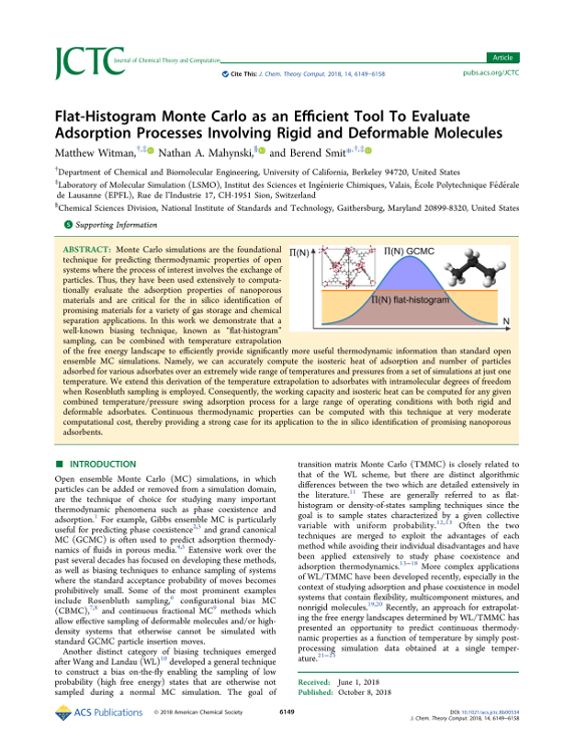 JCTC Journal of Chemical Theory and Computation
Article
Cite This: J. Chem. Theory Comput. 2018, 14, 6149−6158
pubs.acs.org/JCTC
Flat-Histogram Monte Carlo as an Efficient Tool To Evaluate
Adsorption Processes Involving Rigid and Deformable Molecules
Matthew Witman,†,‡ Nathan A. Mahynski,§ and Berend Smit*,†,‡
†Department of Chemical and Biomolecular Engineering, University of California, Berkeley 94720, United States
‡Laboratory of Molecular Simulation (LSMO), Institut des Sciences et Ingénierie Chimiques, Valais, École Polytechnique Fédérale
de Lausanne (EPFL), Rue de l'Industrie 17, CH-1951 Sion, Switzerland
§Chemical Sciences Division, National Institute of Standards and Technology, Gaithersburg, Maryland 20899-8320, United States
S Supporting Information
ABSTRACT: Monte Carlo simulations are the foundational
technique for predicting thermodynamic properties of open
systems where the process of interest involves the exchange of
particles. Thus, they have been used extensively to computa-
tionally evaluate the adsorption properties of nanoporous
materials and are critical for the in silico identification of
promising materials for a variety of gas storage and chemical
separation applications. In this work we demonstrate that a
well-known biasing technique, known as "flat-histogram"
sampling, can be combined with temperature extrapolation
of the free energy landscape to efficiently provide significantly more useful thermodynamic information than standard open
ensemble MC simulations. Namely, we can accurately compute the isosteric heat of adsorption and number of particles
adsorbed for various adsorbates over an extremely wide range of temperatures and pressures from a set of simulations at just one
temperature. We extend this derivation of the temperature extrapolation to adsorbates with intramolecular degrees of freedom
when Rosenbluth sampling is employed. Consequently, the working capacity and isosteric heat can be computed for any given
combined temperature/pressure swing adsorption process for a large range of operating conditions with both rigid and
deformable adsorbates. Continuous thermodynamic properties can be computed with this technique at very moderate
computational cost, thereby providing a strong case for its application to the in silico identification of promising nanoporous
adsorbents.
Π(N)
Π(N) GCMC
Π(N) flat-histogram
N
■ INTRODUCTION
Open ensemble Monte Carlo (MC) simulations, in which
particles can be added or removed from a simulation domain,
are the technique of choice for studying many important
thermodynamic phenomena such as phase coexistence and
adsorption.1 For example, Gibbs ensemble MC is particularly
useful for predicting phase coexistence2,3 and grand canonical
MC (GCMC) is often used to predict adsorption thermody-
namics of fluids in porous media.4,5 Extensive work over the
past several decades has focused on developing these methods,
as well as biasing techniques to enhance sampling of systems
where the standard acceptance probability of moves becomes
prohibitively small. Some of the most prominent examples
include Rosenbluth sampling,6 configurational bias MC
(CBMC),7,8 and continuous fractional MC9 methods which
allow effective sampling of deformable molecules and/or high-
density systems that otherwise cannot be simulated with
standard GCMC particle insertion moves.
Another distinct category of biasing techniques emerged
after Wang and Landau (WL)10 developed a general technique
to construct a bias on-the-fly enabling the sampling of low
probability (high free energy) states that are otherwise not
sampled during a normal MC simulation. The goal of
transition matrix Monte Carlo (TMMC) is closely related to
that of the WL scheme, but there are distinct algorithmic
differences between the two which are detailed extensively in
the literature.11 These are generally referred to as flat-
histogram or density-of-states sampling techniques since the
goal is to sample states characterized by a given collective
variable with uniform probability.12,13 Often the two
techniques are merged to exploit the advantages of each
method while avoiding their individual disadvantages and have
been applied extensively to study phase coexistence and
adsorption thermodynamics.13−18 More complex applications
of WL/TMMC have been developed recently, especially in the
context of studying adsorption and phase coexistence in model
systems that contain flexibility, multicomponent mixtures, and
nonrigid molecules.19,20 Recently, an approach for extrapolat-
ing the free energy landscapes determined by WL/TMMC has
presented an opportunity to predict continuous thermody-
namic properties as a function of temperature by simply post-
processing simulation data obtained at a single temper-
ature.21−23
Received: June 1, 2018
Published: October 8, 2018
ACS Publications
© 2018 American Chemical Society
6149
DOI: 10.1021/acs.jctc.8b00534
J. Chem. Theory Comput. 2018, 14, 6149−6158